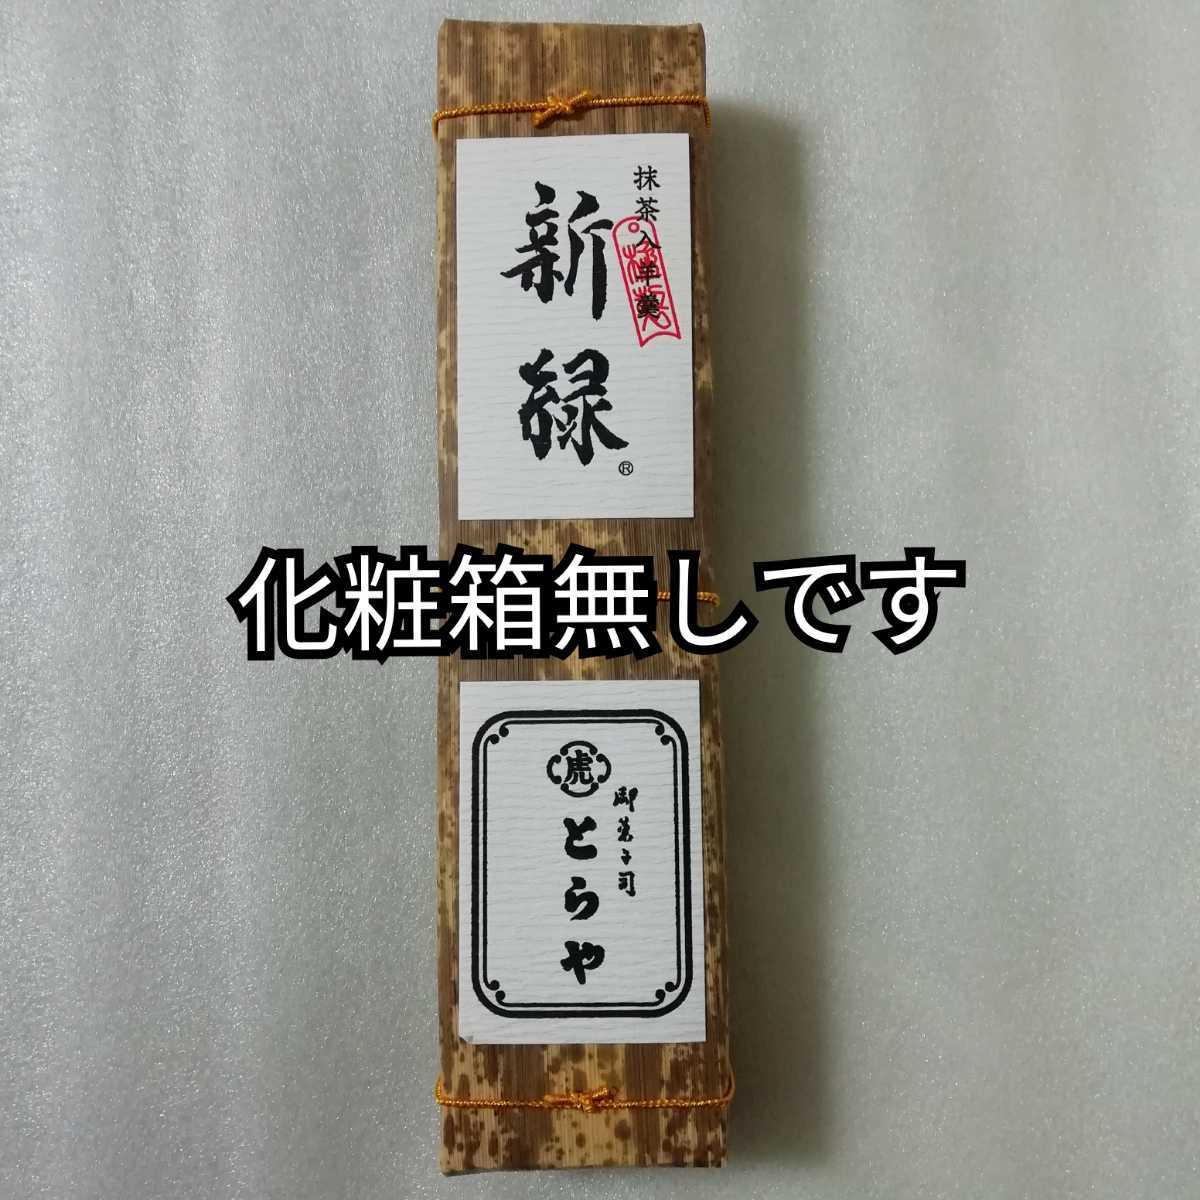 抹茶入羊羹
新緑
®
化粧箱無しです
虎
御菓子司
とらや